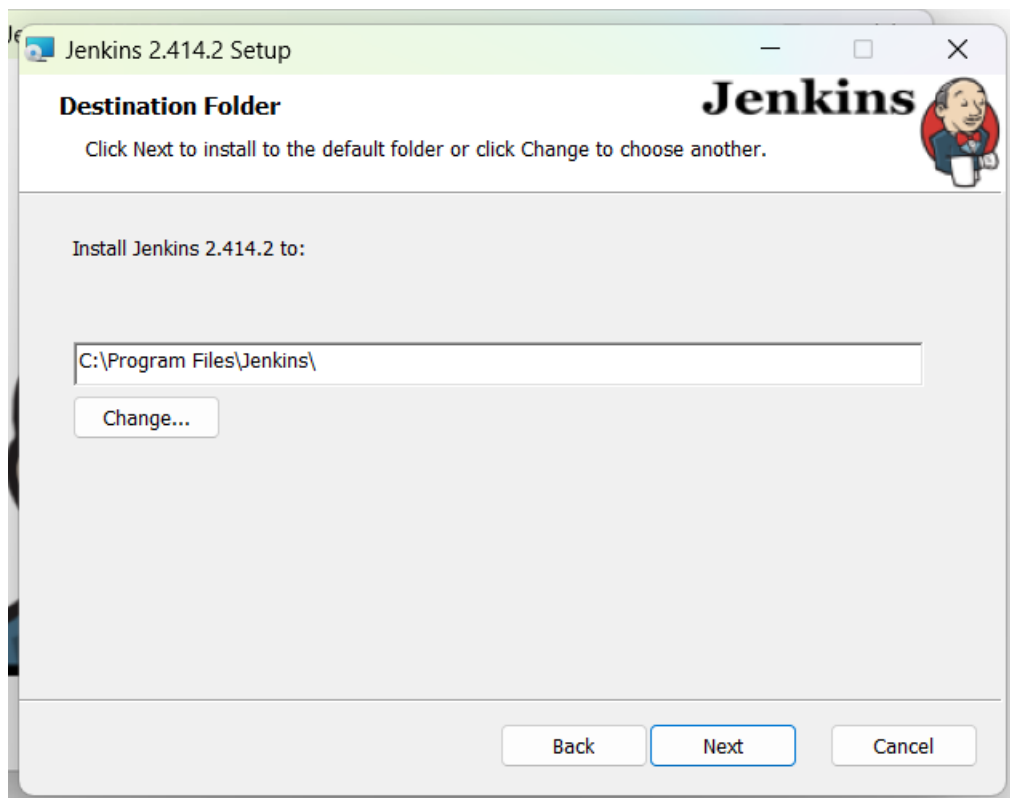 Je
Jenkins 2.414.2 Setup
Destination Folder
Jenkins
Click Next to install to the default folder or click Change to choose another.
Install Jenkins 2.414.2 to:
C:\Program Files\Jenkins\
Change...
Back
Next
Cancel